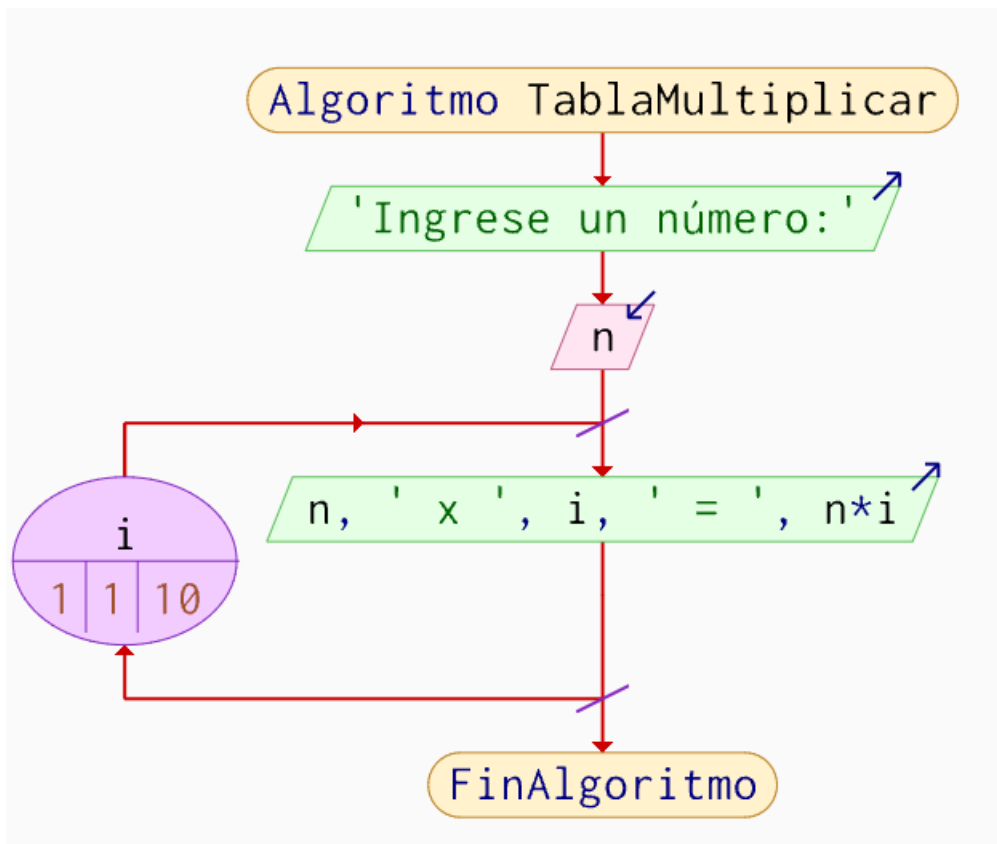 Algoritmo TablaMultiplicar
'Ingrese un número:'
n
n, ' x ', i, ' = ', n*i
i
1 1 10
FinAlgoritmo